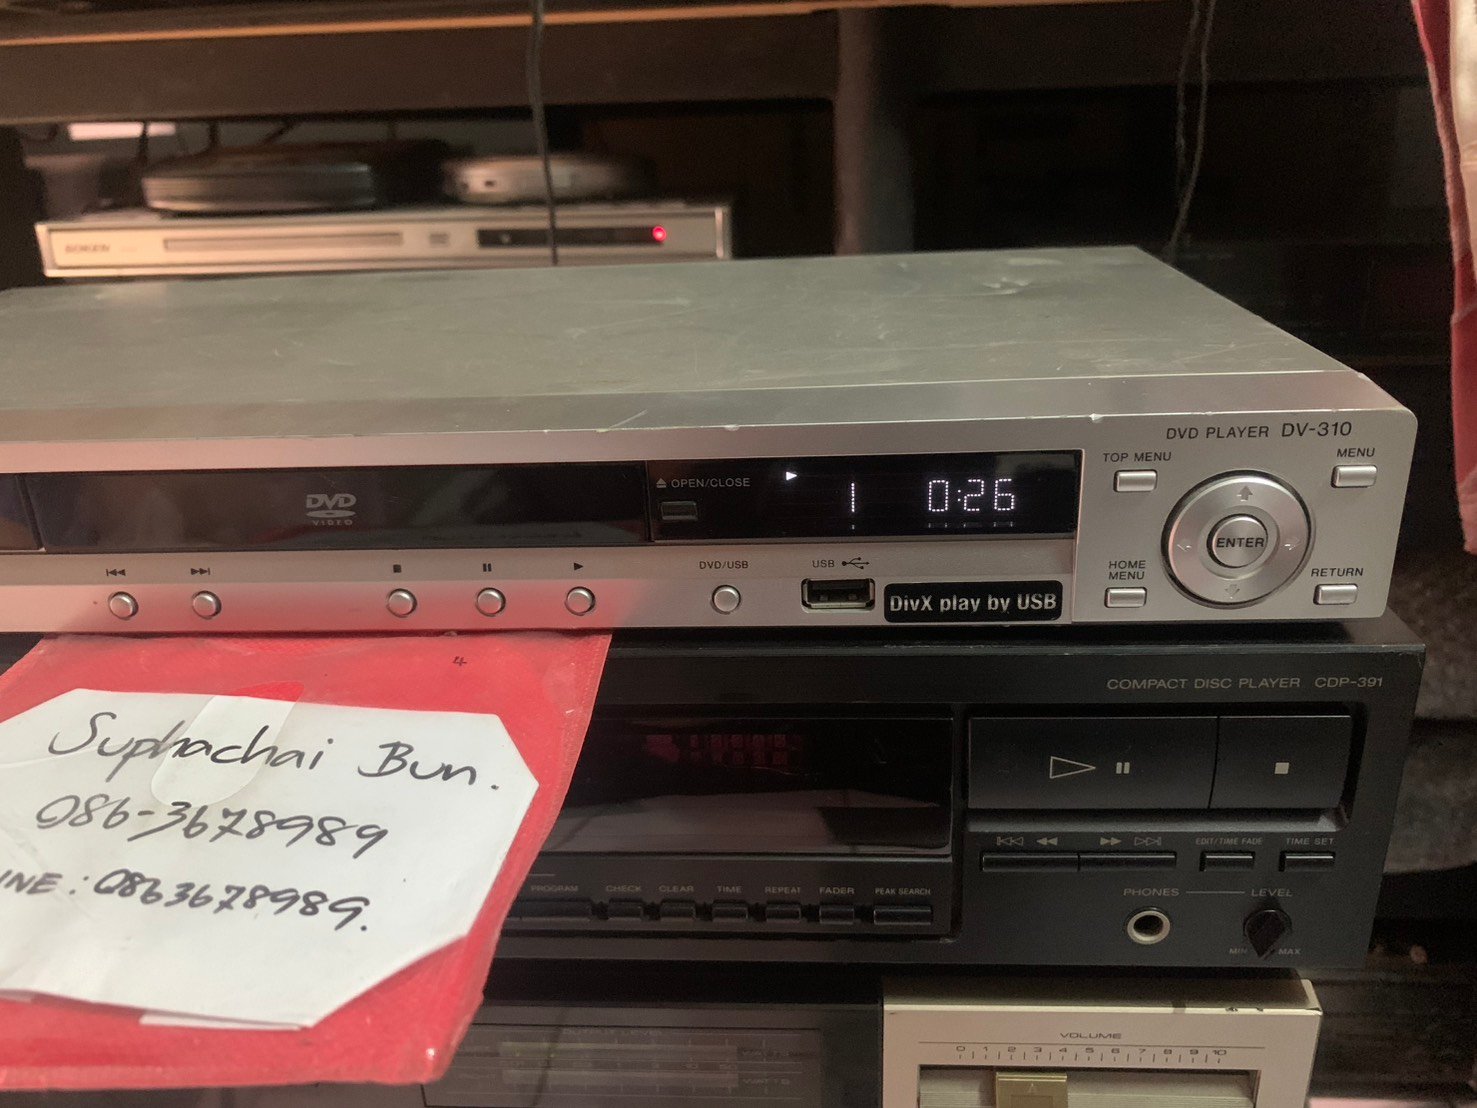 DVD PLAYER DV-310
TOP MENU
MENU
OPEN/CLOSE
1 0:26
DVD
VIDEO
ENTER
HOME
MENU
RETURN
DVD/USB
USB
DivX play by USB
4
COMPACT DISC PLAYER CDP-391
Suphachai Bun.
086-3678989
INE: 0863678989.
EDIT/TIME FADE
TIME SET
PROGRAM
CHECK
CLEAR
TIME
REPEAT
FADER
PEAK SEARCH
PHONES
LEVEL
MIN
MAX
VOLUME
0 1 2 3 4 5 6 7 8 9 10
WATTS